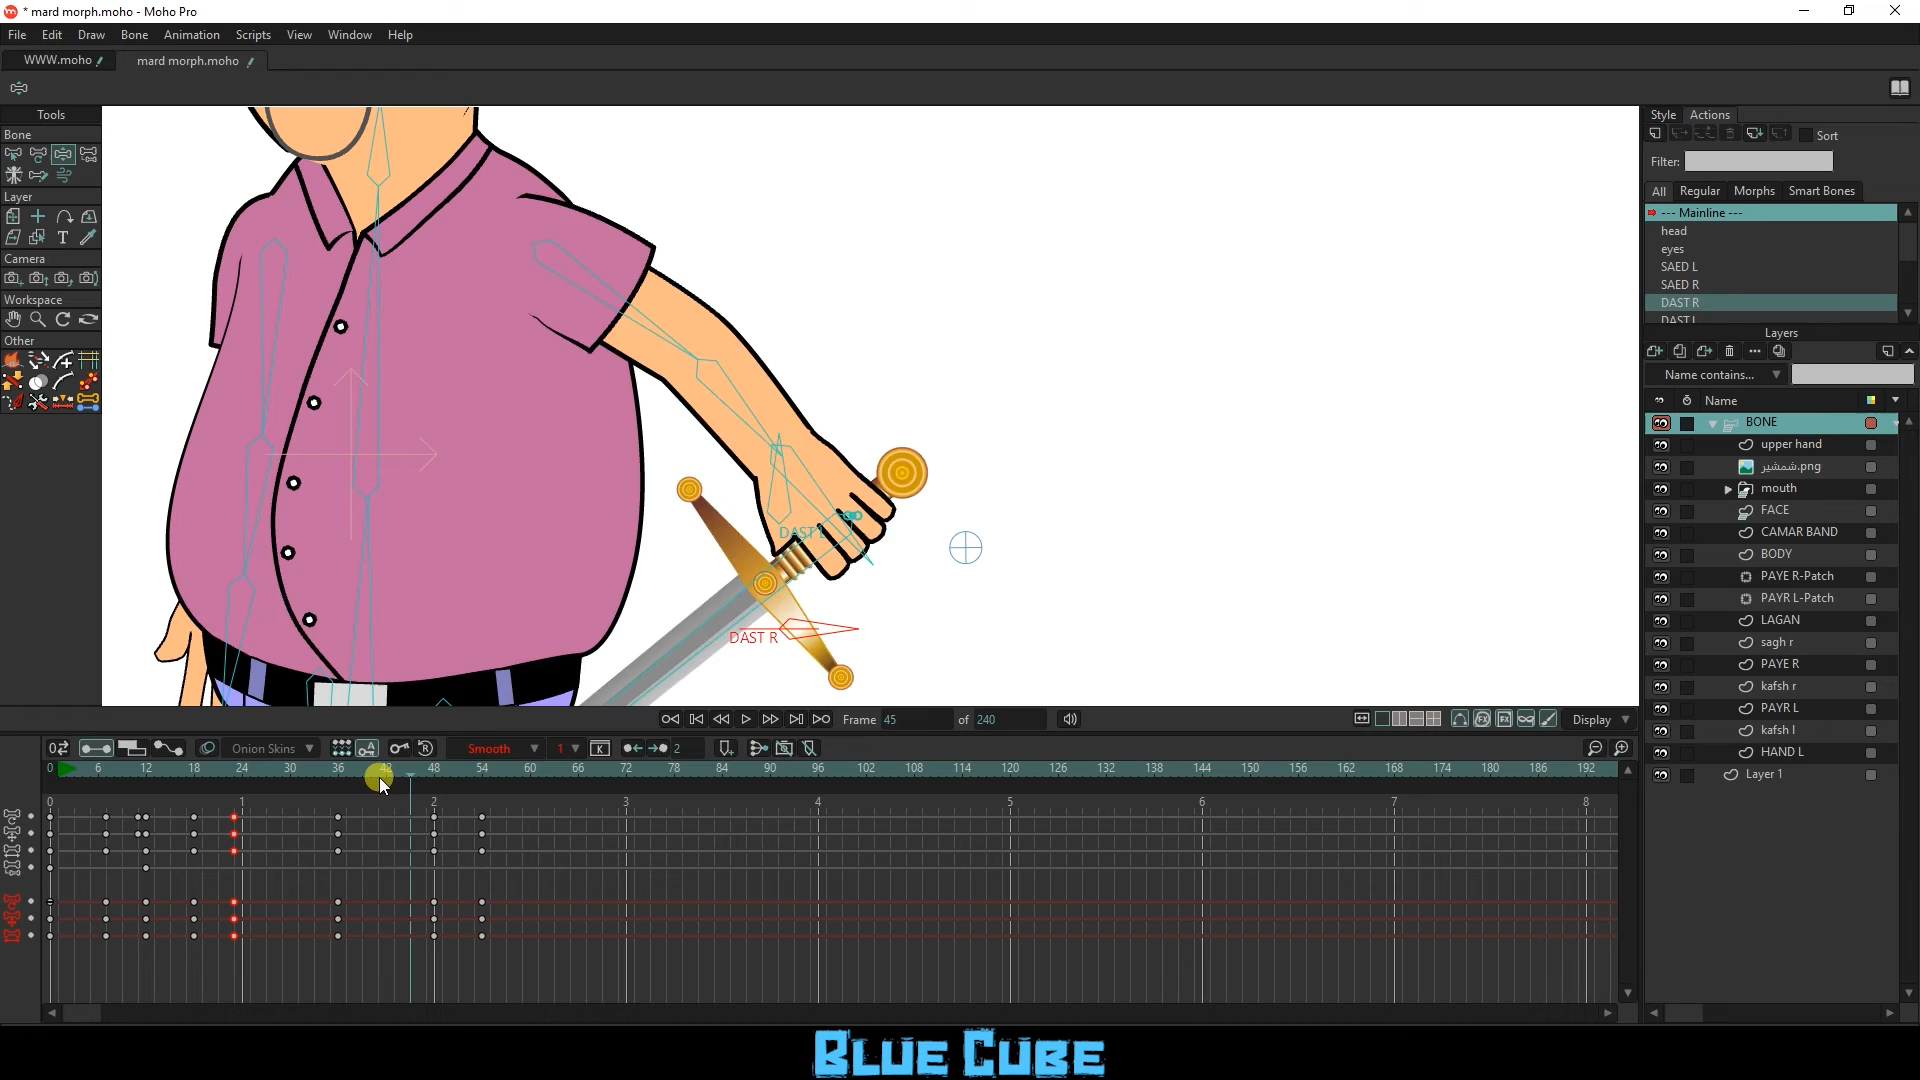 * mard morph.moho - Moho Pro
File Edit Draw Bone Animation Scripts View Window Help
WWW.moho mard morph.moho
Tools
Bone
Layer
Camera
Workspace
Other
DAST L
DAST R
Style Actions
Sort
Filter:
All Regular Morphs Smart Bones
--- Mainline ---
head
eyes
SAED L
SAED R
DAST R
DAST L
Layers
Name contains...
Name
BONE
upper hand
شمشیر.png
mouth
FACE
CAMAR BAND
BODY
PAYE R-Patch
PAYR L-Patch
LAGAN
sagh r
PAYE R
kafsh r
PAYR L
kafsh l
HAND L
Layer 1
Frame 45 of 240
Display
Onion Skins Smooth 1 K 2
0 6 12 18 24 30 36 42 48 54 60 66 72 78 84 90 96 102 108 114 120 126 132 138 144 150 156 162 168 174 180 186 192
0 1 2 3 4 5 6 7 8
BLUE CUBE